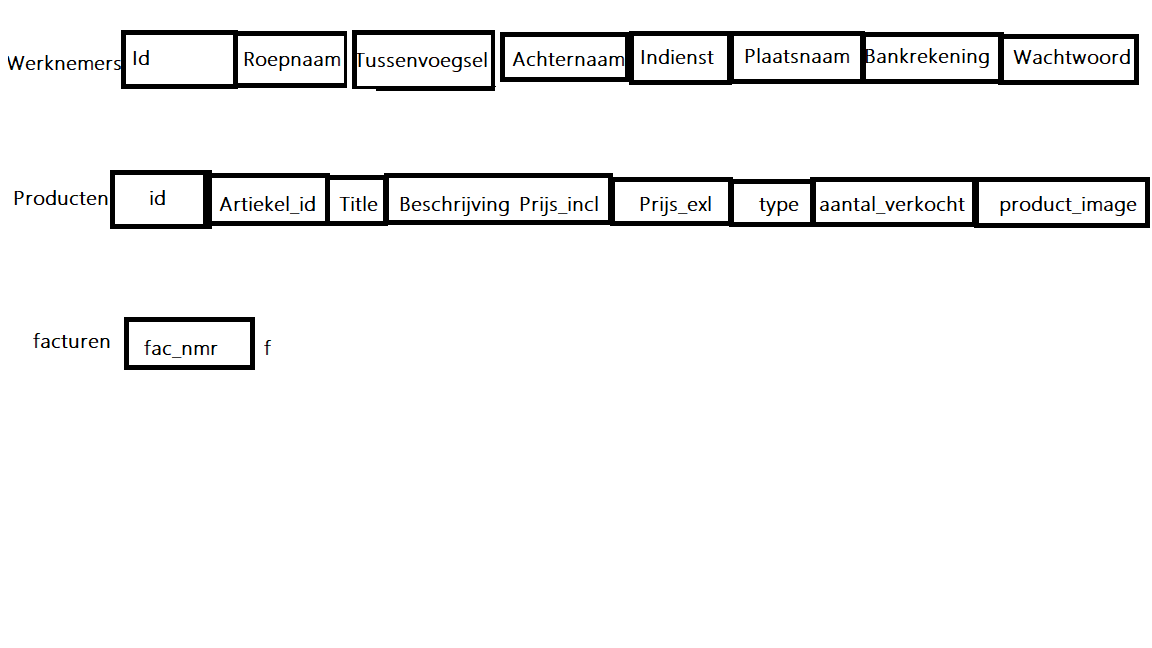 Werknemers Id Roepnaam Tussenvoegsel Achternaam Indienst Plaatsnaam Bankrekening Wachtwoord
Producten id Artiekel_id Title Beschrijving Prijs_incl Prijs_exl type aantal_verkocht product_image
facturen fac_nmr f